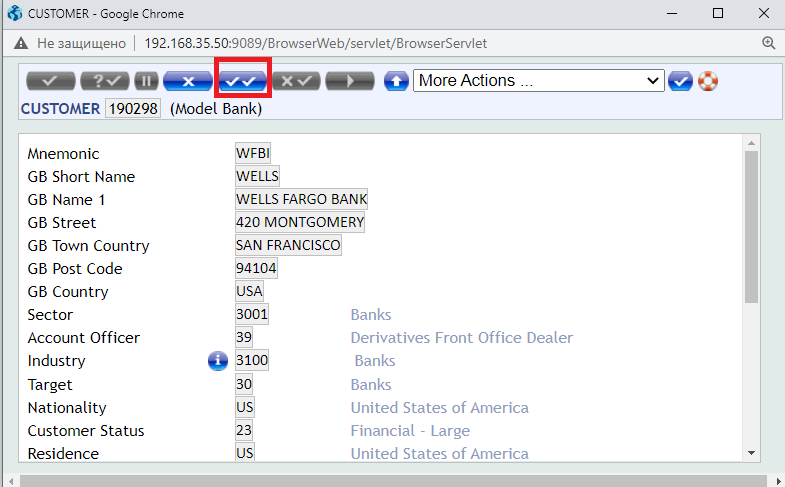 CUSTOMER - Google Chrome
Не защищено 192.168.35.50:9089/BrowserWeb/servlet/BrowserServlet
More Actions ...
CUSTOMER 190298 (Model Bank)
Mnemonic WFBI
GB Short Name WELLS
GB Name 1 WELLS FARGO BANK
GB Street 420 MONTGOMERY
GB Town Country SAN FRANCISCO
GB Post Code 94104
GB Country USA
Sector 3001 Banks
Account Officer 39 Derivatives Front Office Dealer
Industry 3100 Banks
Target 30 Banks
Nationality US United States of America
Customer Status 23 Financial - Large
Residence US United States of America